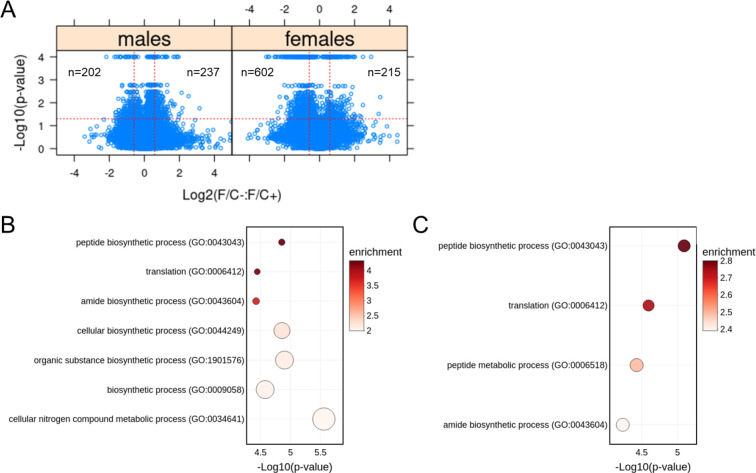 A
-4 -2 0 2 4
males females
-Log10(p-value)
4
3
2
1
0
n=202 n=237 n=602 n=215
-4 -2 0 2 4
Log2(F/C-:F/C+)
B
peptide biosynthetic process (GO:0043043)
translation (GO:0006412)
amide biosynthetic process (GO:0043604)
cellular biosynthetic process (GO:0044249)
organic substance biosynthetic process (GO:1901576)
biosynthetic process (GO:0009058)
cellular nitrogen compound metabolic process (GO:0034641)
4.5 5 5.5
-Log10(p-value)
enrichment
4
3.5
3
2.5
2
C
peptide biosynthetic process (GO:0043043)
translation (GO:0006412)
peptide metabolic process (GO:0006518)
amide biosynthetic process (GO:0043604)
4.5 5
-Log10(p-value)
enrichment
2.8
2.7
2.6
2.5
2.4